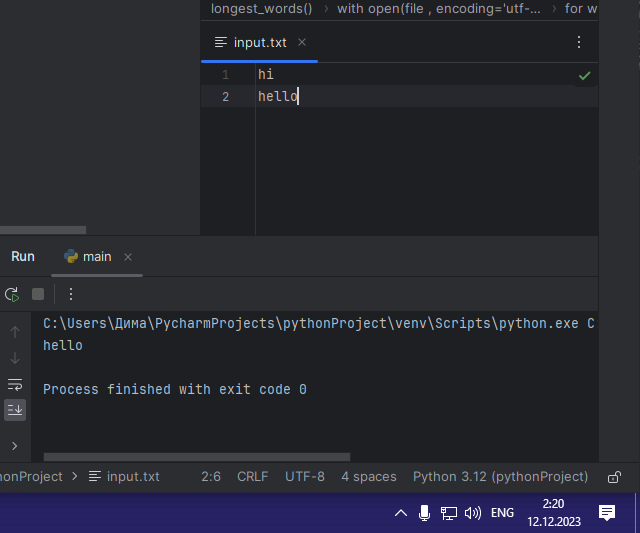 longest_words() > with open(file , encoding='utf-... > for w
input.txt ×
1 hi
2 hello
Run main ×
C:\Users\Дима\PycharmProjects\pythonProject\venv\Scripts\python.exe C
hello
Process finished with exit code 0
honProject > input.txt 2:6 CRLF UTF-8 4 spaces Python 3.12 (pythonProject)
ENG 2:20
12.12.2023